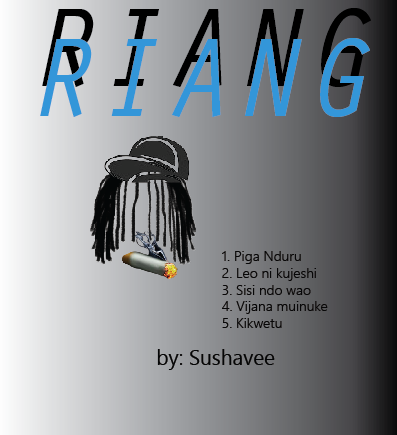 RIANG
1. Piga Nduru
2. Leo ni kujeshi
3. Sisi ndo wao
4. Vijana muinuke
5. Kikwetu
by: Sushavee